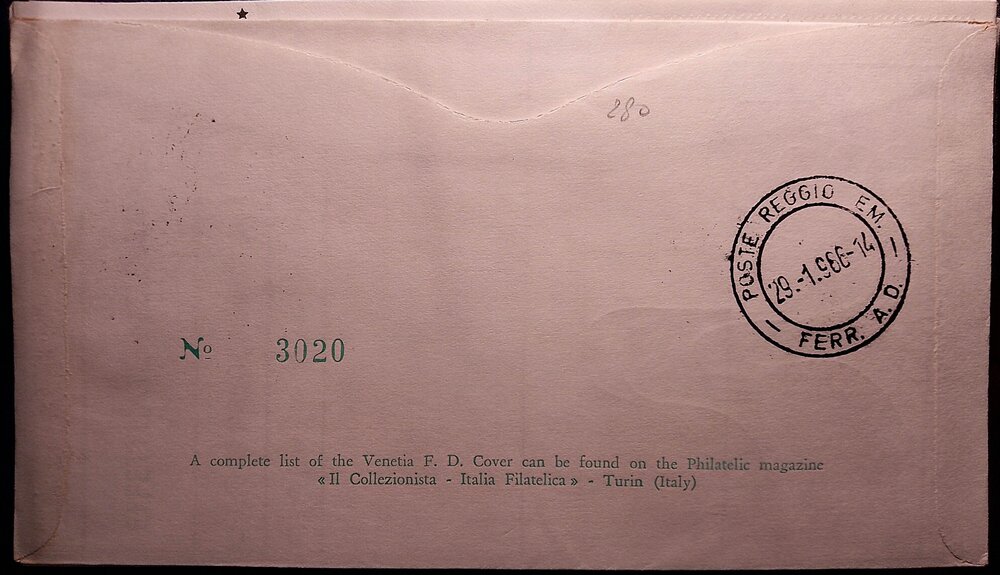 280
POSTE REGGIO EM.
29.-1.966-14
FERR. A.D.
Nº 3020
A complete list of the Venetia F. D. Cover can be found on the Philatelic magazine
« Il Collezionista - Italia Filatelica » - Turin (Italy)